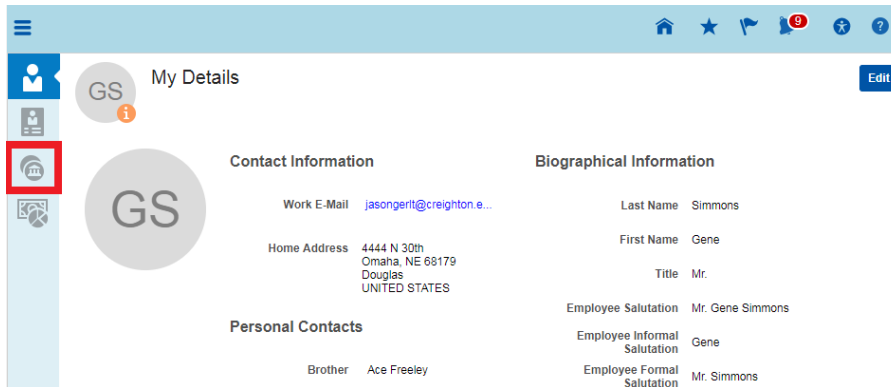 9
GS
My Details
Edit
GS
Contact Information
Work E-Mail jasongerlt@creighton.e...
Home Address 4444 N 30th
Omaha, NE 68179
Douglas
UNITED STATES
Personal Contacts
Brother Ace Freeley
Biographical Information
Last Name Simmons
First Name Gene
Title Mr.
Employee Salutation Mr. Gene Simmons
Employee Informal
Salutation Gene
Employee Formal
Salutation Mr. Simmons